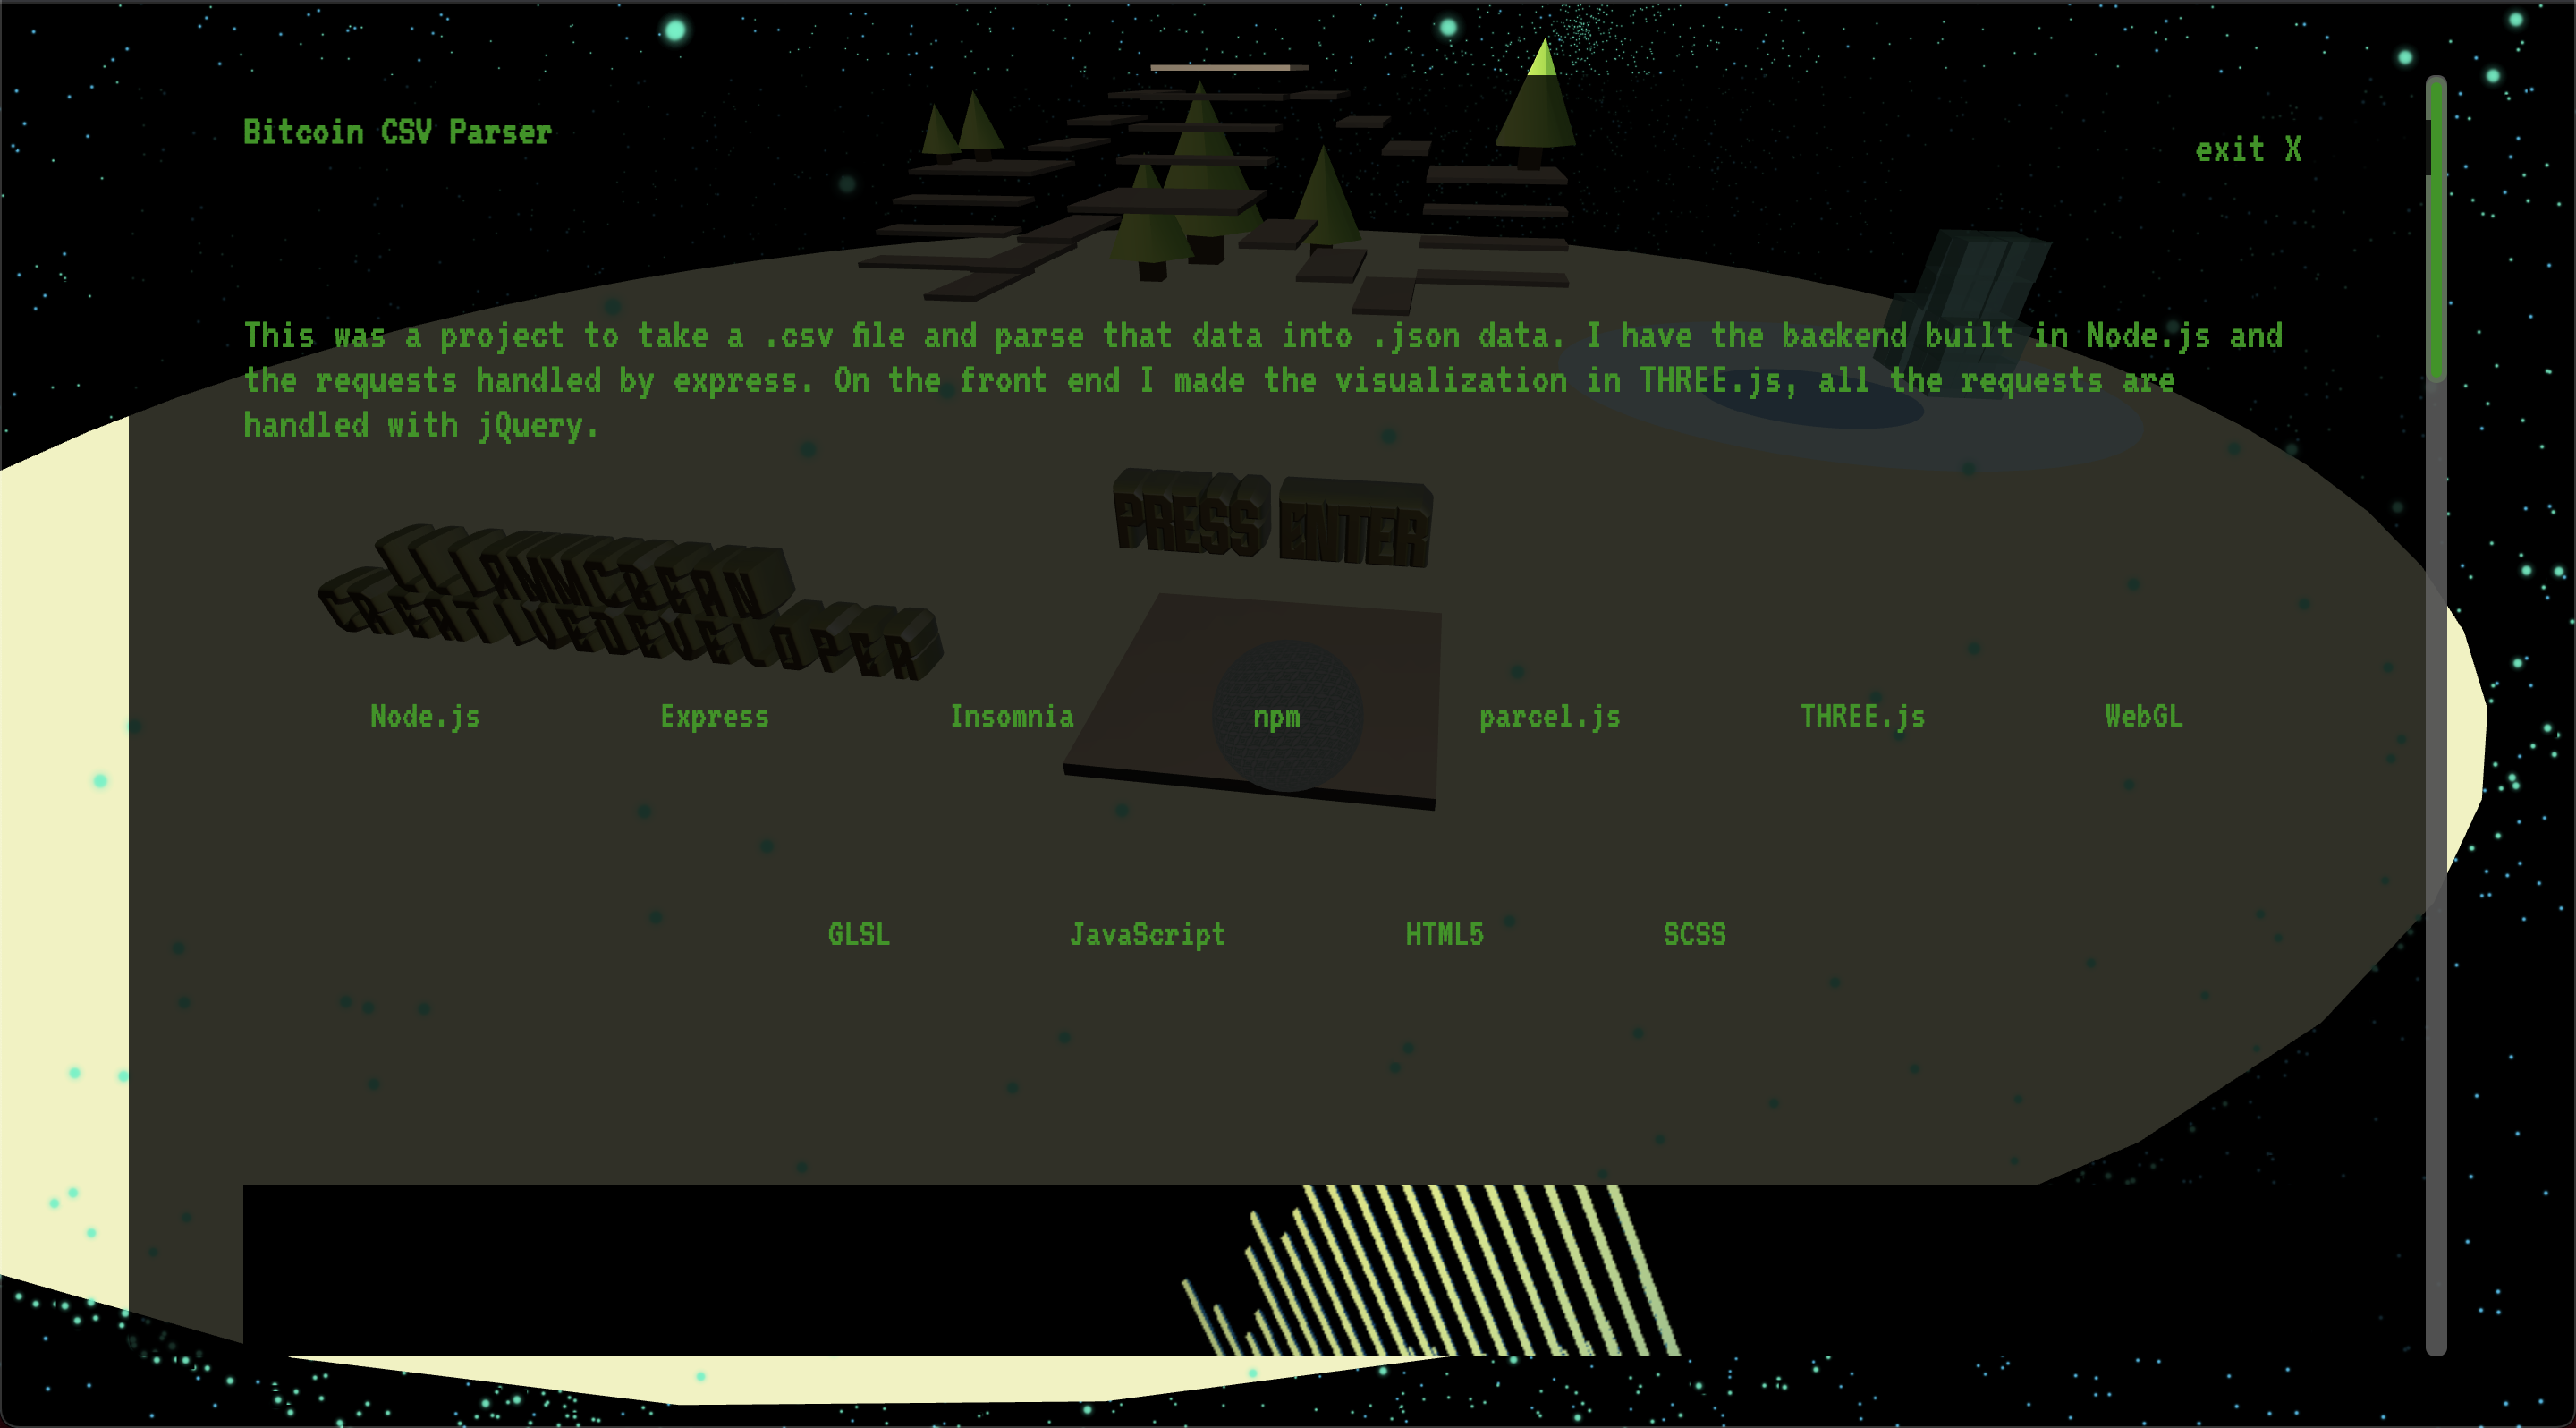 Bitcoin CSV Parser
exit X
This was a project to take a .csv file and parse that data into .json data. I have the backend built in Node.js and
the requests handled by express. On the front end I made the visualization in THREE.js, all the requests are
handled with jQuery.
PRESS ENTER
LLLAMMCBEAN
CREATIVEDEVELOPER
Node.js Express Insomnia npm parcel.js THREE.js WebGL
GLSL JavaScript HTML5 SCSS